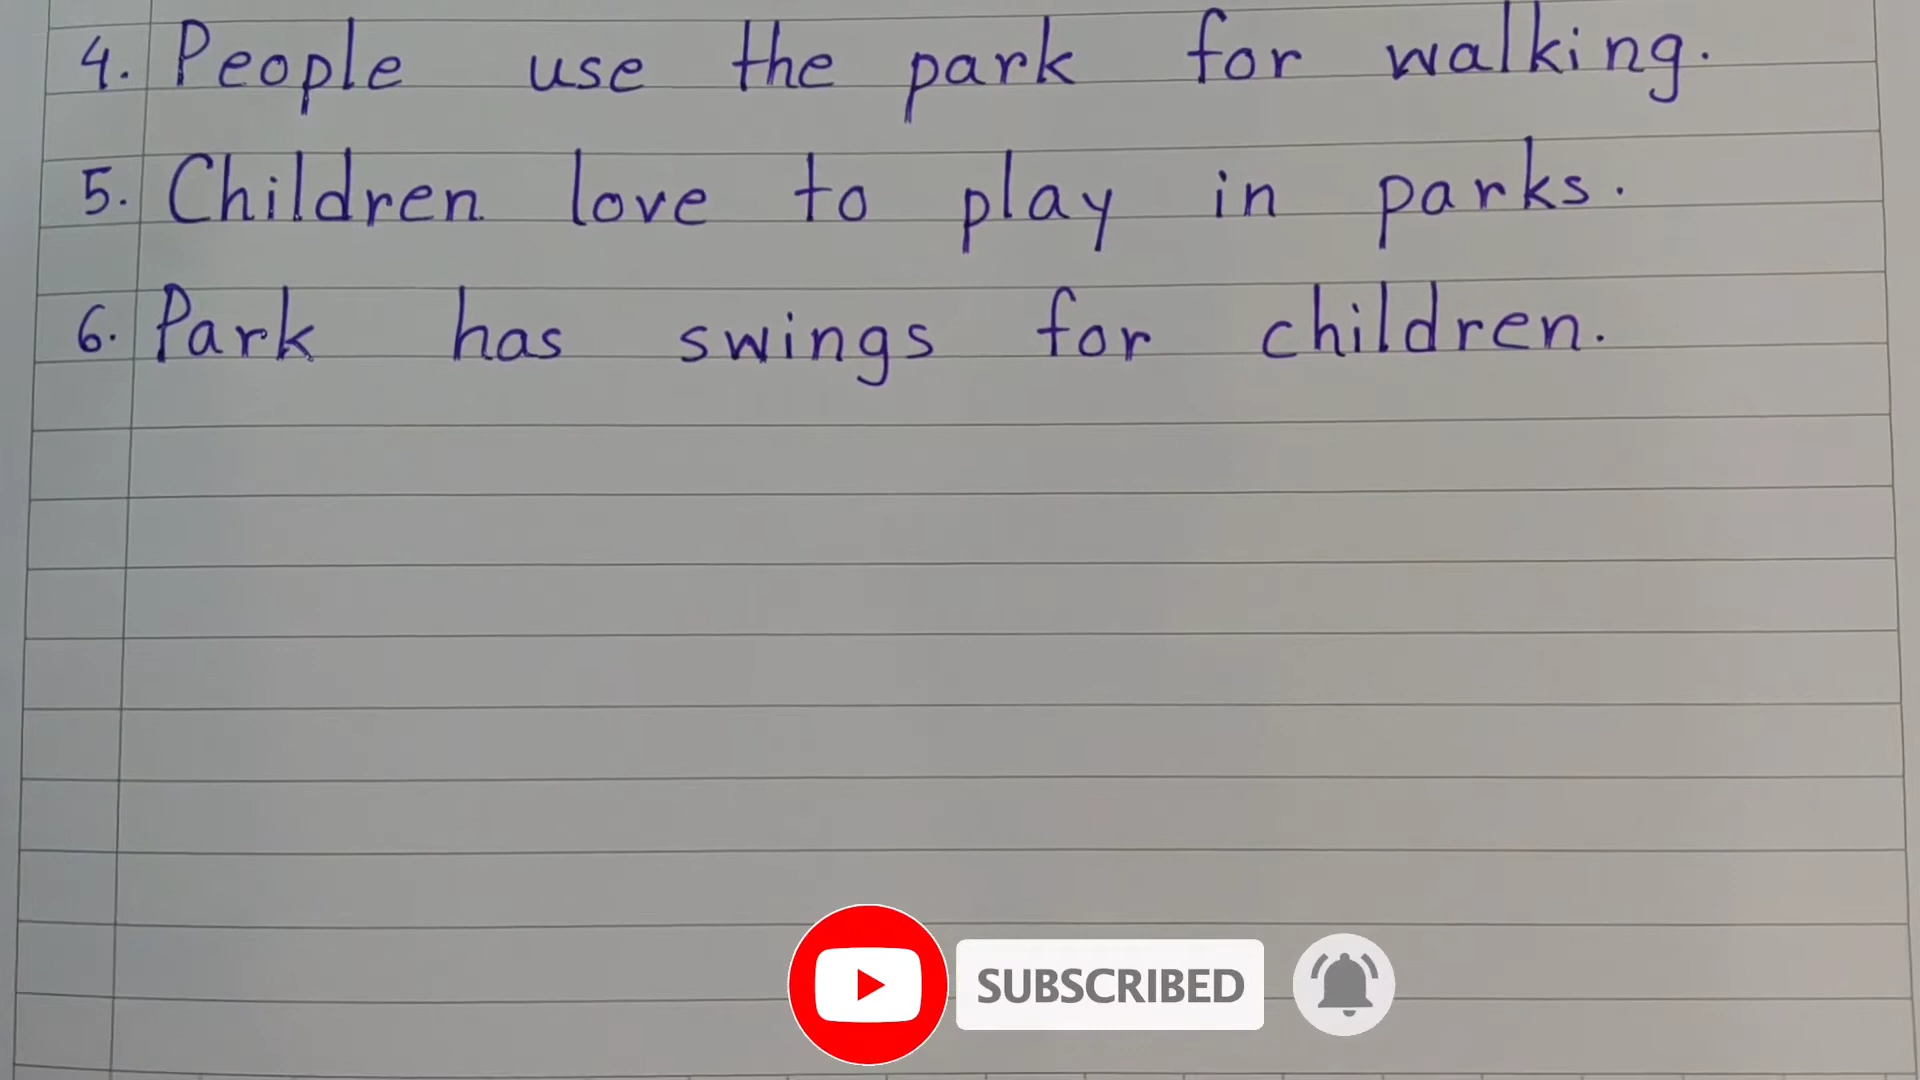 4. People use the park for walking.
5. Children love to play in parks.
6. Park has swings for children.
SUBSCRIBED